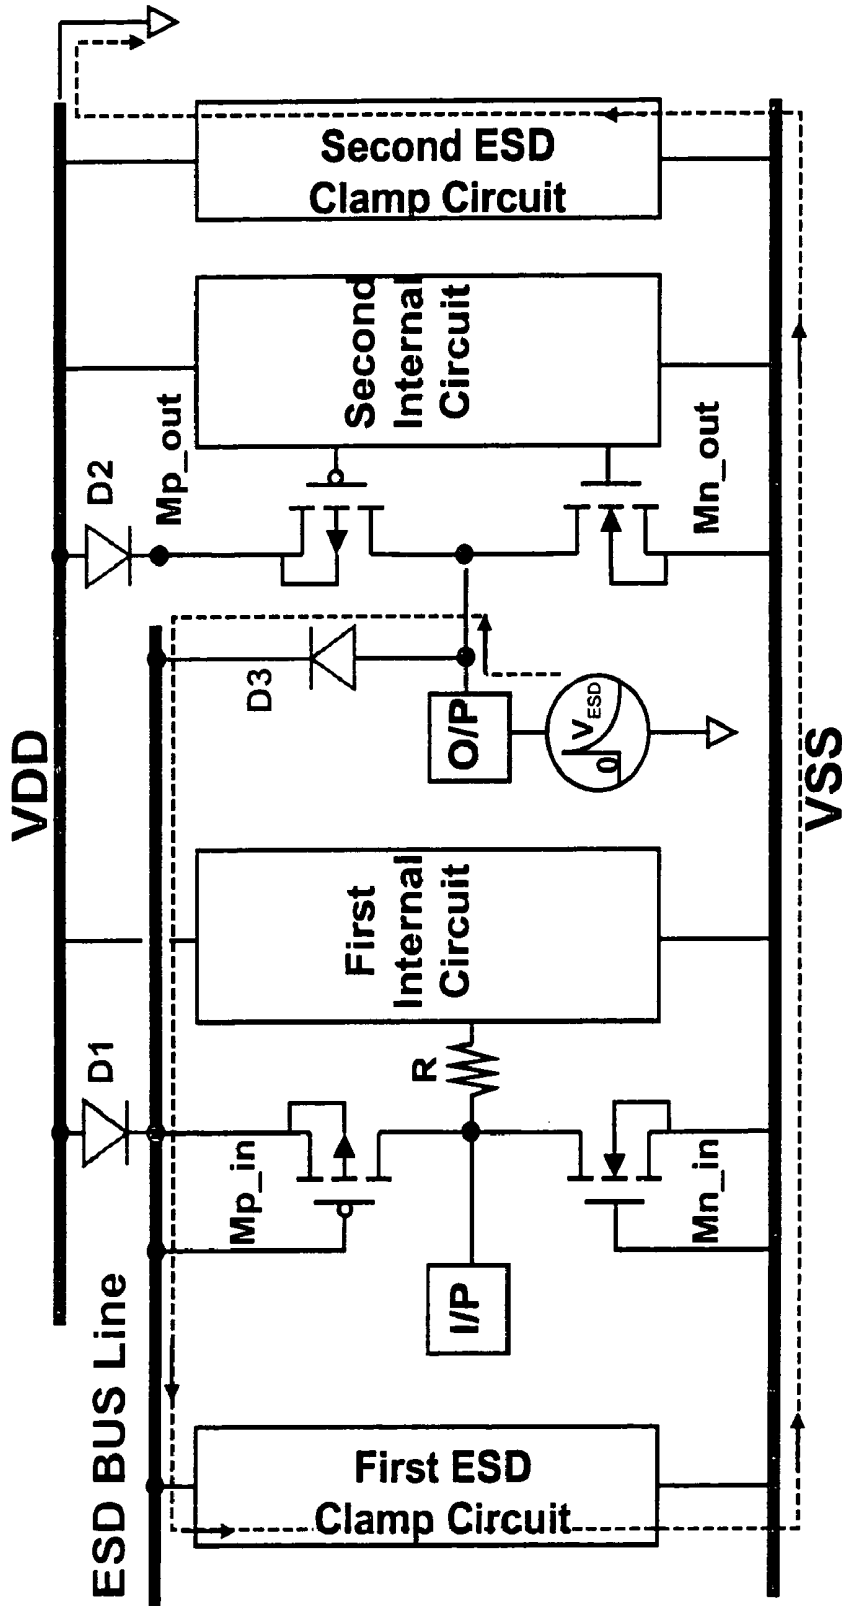 VDD
ESD BUS Line
D1
D2
D3
Mp_in
Mp_out
First ESD
Clamp Circuit
I/P
R
First
Internal
Circuit
O/P
0
VESD
Second
Internal
Circuit
Second ESD
Clamp Circuit
Mn_in
Mn_out
VSS